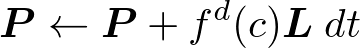 P ← P + f^d(c)L dt